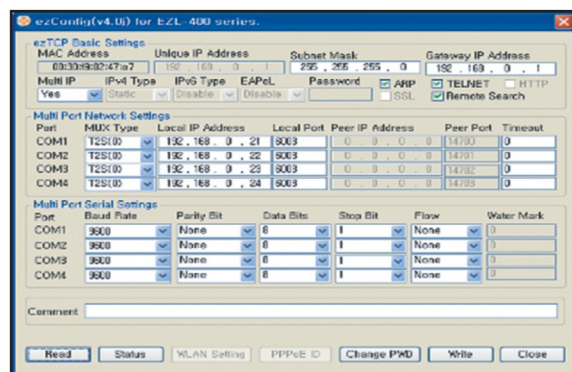 ezConfig(v4.0j) for EZL-400 series.
ezTCP Basic Settings
MAC Address Unique IP Address Subnet Mask Gateway IP Address
192 . 168 . 0 . 1 255 . 255 . 255 . 0 192 . 168 . 0 . 1
Multi IP IPv4 Type IPv6 Type EAPoL Password ARP TELNET HTTP
Yes Static Disable Disable SSL Remote Search
Multi Port Network Settings
Port MUX Type Local IP Address Local Port Peer IP Address Peer Port Timeout
COM1 T2S(0) 192 . 168 . 0 . 21 6003 0 . 0 . 0 . 0 14700 0
COM2 T2S(0) 192 . 168 . 0 . 22 6003 0 . 0 . 0 . 0 14701 0
COM3 T2S(0) 192 . 168 . 0 . 23 6003 0 . 0 . 0 . 0 14702 0
COM4 T2S(0) 192 . 168 . 0 . 24 6003 0 . 0 . 0 . 0 14703 0
Multi Port Serial Settings
Port Baud Rate Parity Bit Data Bits Stop Bit Flow Water Mark
COM1 9600 None 8 1 None 0
COM2 9600 None 8 1 None 0
COM3 9600 None 8 1 None 0
COM4 9600 None 8 1 None 0
Comment
Read Status WLAN Setting PPPoE ID Change PWD Write Close